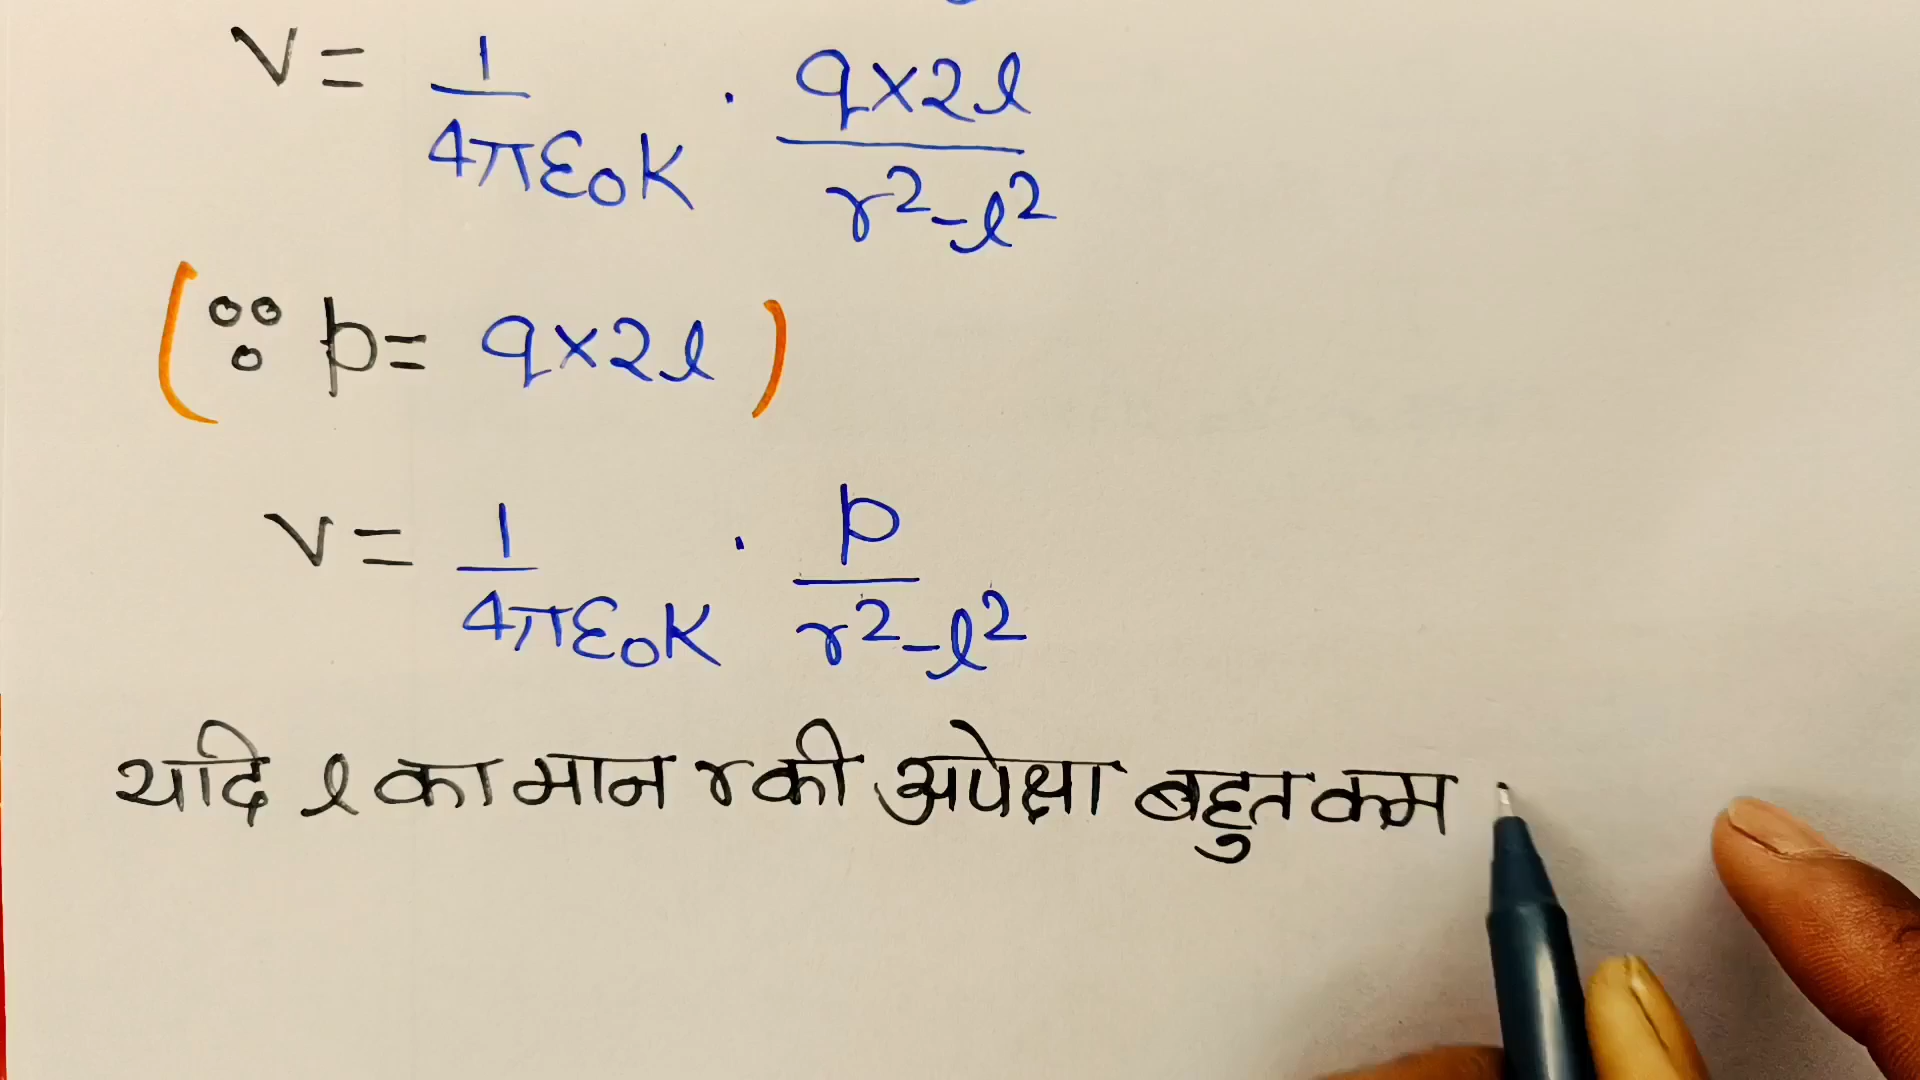 V = 1/4πε₀K · q×2l/r²-l²
(∵ p = q×2l)
V = 1/4πε₀K · p/r²-l²
यदि l का मान r की अपेक्षा बहुत कम